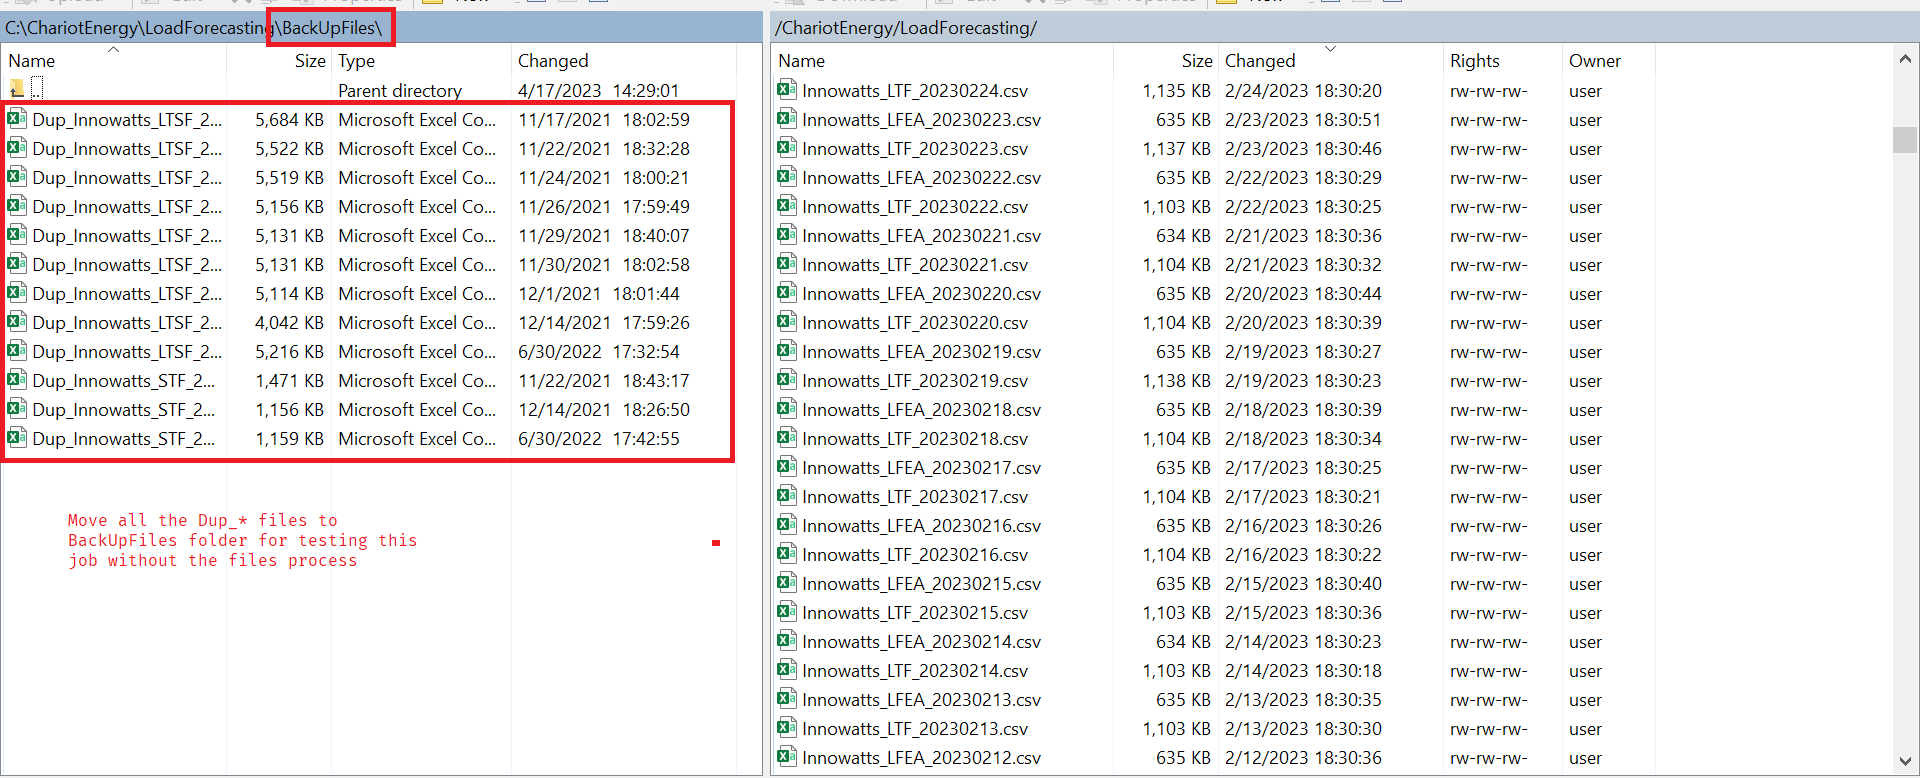 C:\ChariotEnergy\LoadForecasting\BackUpFiles\
Name Size Type Changed
.. Parent directory 4/17/2023 14:29:01
Dup_Innowatts_LTSF_2... 5,684 KB Microsoft Excel Co... 11/17/2021 18:02:59
Dup_Innowatts_LTSF_2... 5,522 KB Microsoft Excel Co... 11/22/2021 18:32:28
Dup_Innowatts_LTSF_2... 5,519 KB Microsoft Excel Co... 11/24/2021 18:00:21
Dup_Innowatts_LTSF_2... 5,156 KB Microsoft Excel Co... 11/26/2021 17:59:49
Dup_Innowatts_LTSF_2... 5,131 KB Microsoft Excel Co... 11/29/2021 18:40:07
Dup_Innowatts_LTSF_2... 5,131 KB Microsoft Excel Co... 11/30/2021 18:02:58
Dup_Innowatts_LTSF_2... 5,114 KB Microsoft Excel Co... 12/1/2021 18:01:44
Dup_Innowatts_LTSF_2... 4,042 KB Microsoft Excel Co... 12/14/2021 17:59:26
Dup_Innowatts_LTSF_2... 5,216 KB Microsoft Excel Co... 6/30/2022 17:32:54
Dup_Innowatts_STF_2... 1,471 KB Microsoft Excel Co... 11/22/2021 18:43:17
Dup_Innowatts_STF_2... 1,156 KB Microsoft Excel Co... 12/14/2021 18:26:50
Dup_Innowatts_STF_2... 1,159 KB Microsoft Excel Co... 6/30/2022 17:42:55
Move all the Dup_* files to
BackUpFiles folder for testing this
job without the files process
/ChariotEnergy/LoadForecasting/
Name Size Changed Rights Owner
Innowatts_LTF_20230224.csv 1,135 KB 2/24/2023 18:30:20 rw-rw-rw- user
Innowatts_LFEA_20230223.csv 635 KB 2/23/2023 18:30:51 rw-rw-rw- user
Innowatts_LTF_20230223.csv 1,137 KB 2/23/2023 18:30:46 rw-rw-rw- user
Innowatts_LFEA_20230222.csv 635 KB 2/22/2023 18:30:29 rw-rw-rw- user
Innowatts_LTF_20230222.csv 1,103 KB 2/22/2023 18:30:25 rw-rw-rw- user
Innowatts_LFEA_20230221.csv 634 KB 2/21/2023 18:30:36 rw-rw-rw- user
Innowatts_LTF_20230221.csv 1,104 KB 2/21/2023 18:30:32 rw-rw-rw- user
Innowatts_LFEA_20230220.csv 635 KB 2/20/2023 18:30:44 rw-rw-rw- user
Innowatts_LTF_20230220.csv 1,104 KB 2/20/2023 18:30:39 rw-rw-rw- user
Innowatts_LFEA_20230219.csv 635 KB 2/19/2023 18:30:27 rw-rw-rw- user
Innowatts_LTF_20230219.csv 1,138 KB 2/19/2023 18:30:23 rw-rw-rw- user
Innowatts_LFEA_20230218.csv 635 KB 2/18/2023 18:30:39 rw-rw-rw- user
Innowatts_LTF_20230218.csv 1,104 KB 2/18/2023 18:30:34 rw-rw-rw- user
Innowatts_LFEA_20230217.csv 635 KB 2/17/2023 18:30:25 rw-rw-rw- user
Innowatts_LTF_20230217.csv 1,104 KB 2/17/2023 18:30:21 rw-rw-rw- user
Innowatts_LFEA_20230216.csv 635 KB 2/16/2023 18:30:26 rw-rw-rw- user
Innowatts_LTF_20230216.csv 1,104 KB 2/16/2023 18:30:22 rw-rw-rw- user
Innowatts_LFEA_20230215.csv 635 KB 2/15/2023 18:30:40 rw-rw-rw- user
Innowatts_LTF_20230215.csv 1,103 KB 2/15/2023 18:30:36 rw-rw-rw- user
Innowatts_LFEA_20230214.csv 634 KB 2/14/2023 18:30:23 rw-rw-rw- user
Innowatts_LTF_20230214.csv 1,103 KB 2/14/2023 18:30:18 rw-rw-rw- user
Innowatts_LFEA_20230213.csv 635 KB 2/13/2023 18:30:35 rw-rw-rw- user
Innowatts_LTF_20230213.csv 1,103 KB 2/13/2023 18:30:30 rw-rw-rw- user
Innowatts_LFEA_20230212.csv 635 KB 2/12/2023 18:30:36 rw-rw-rw- user